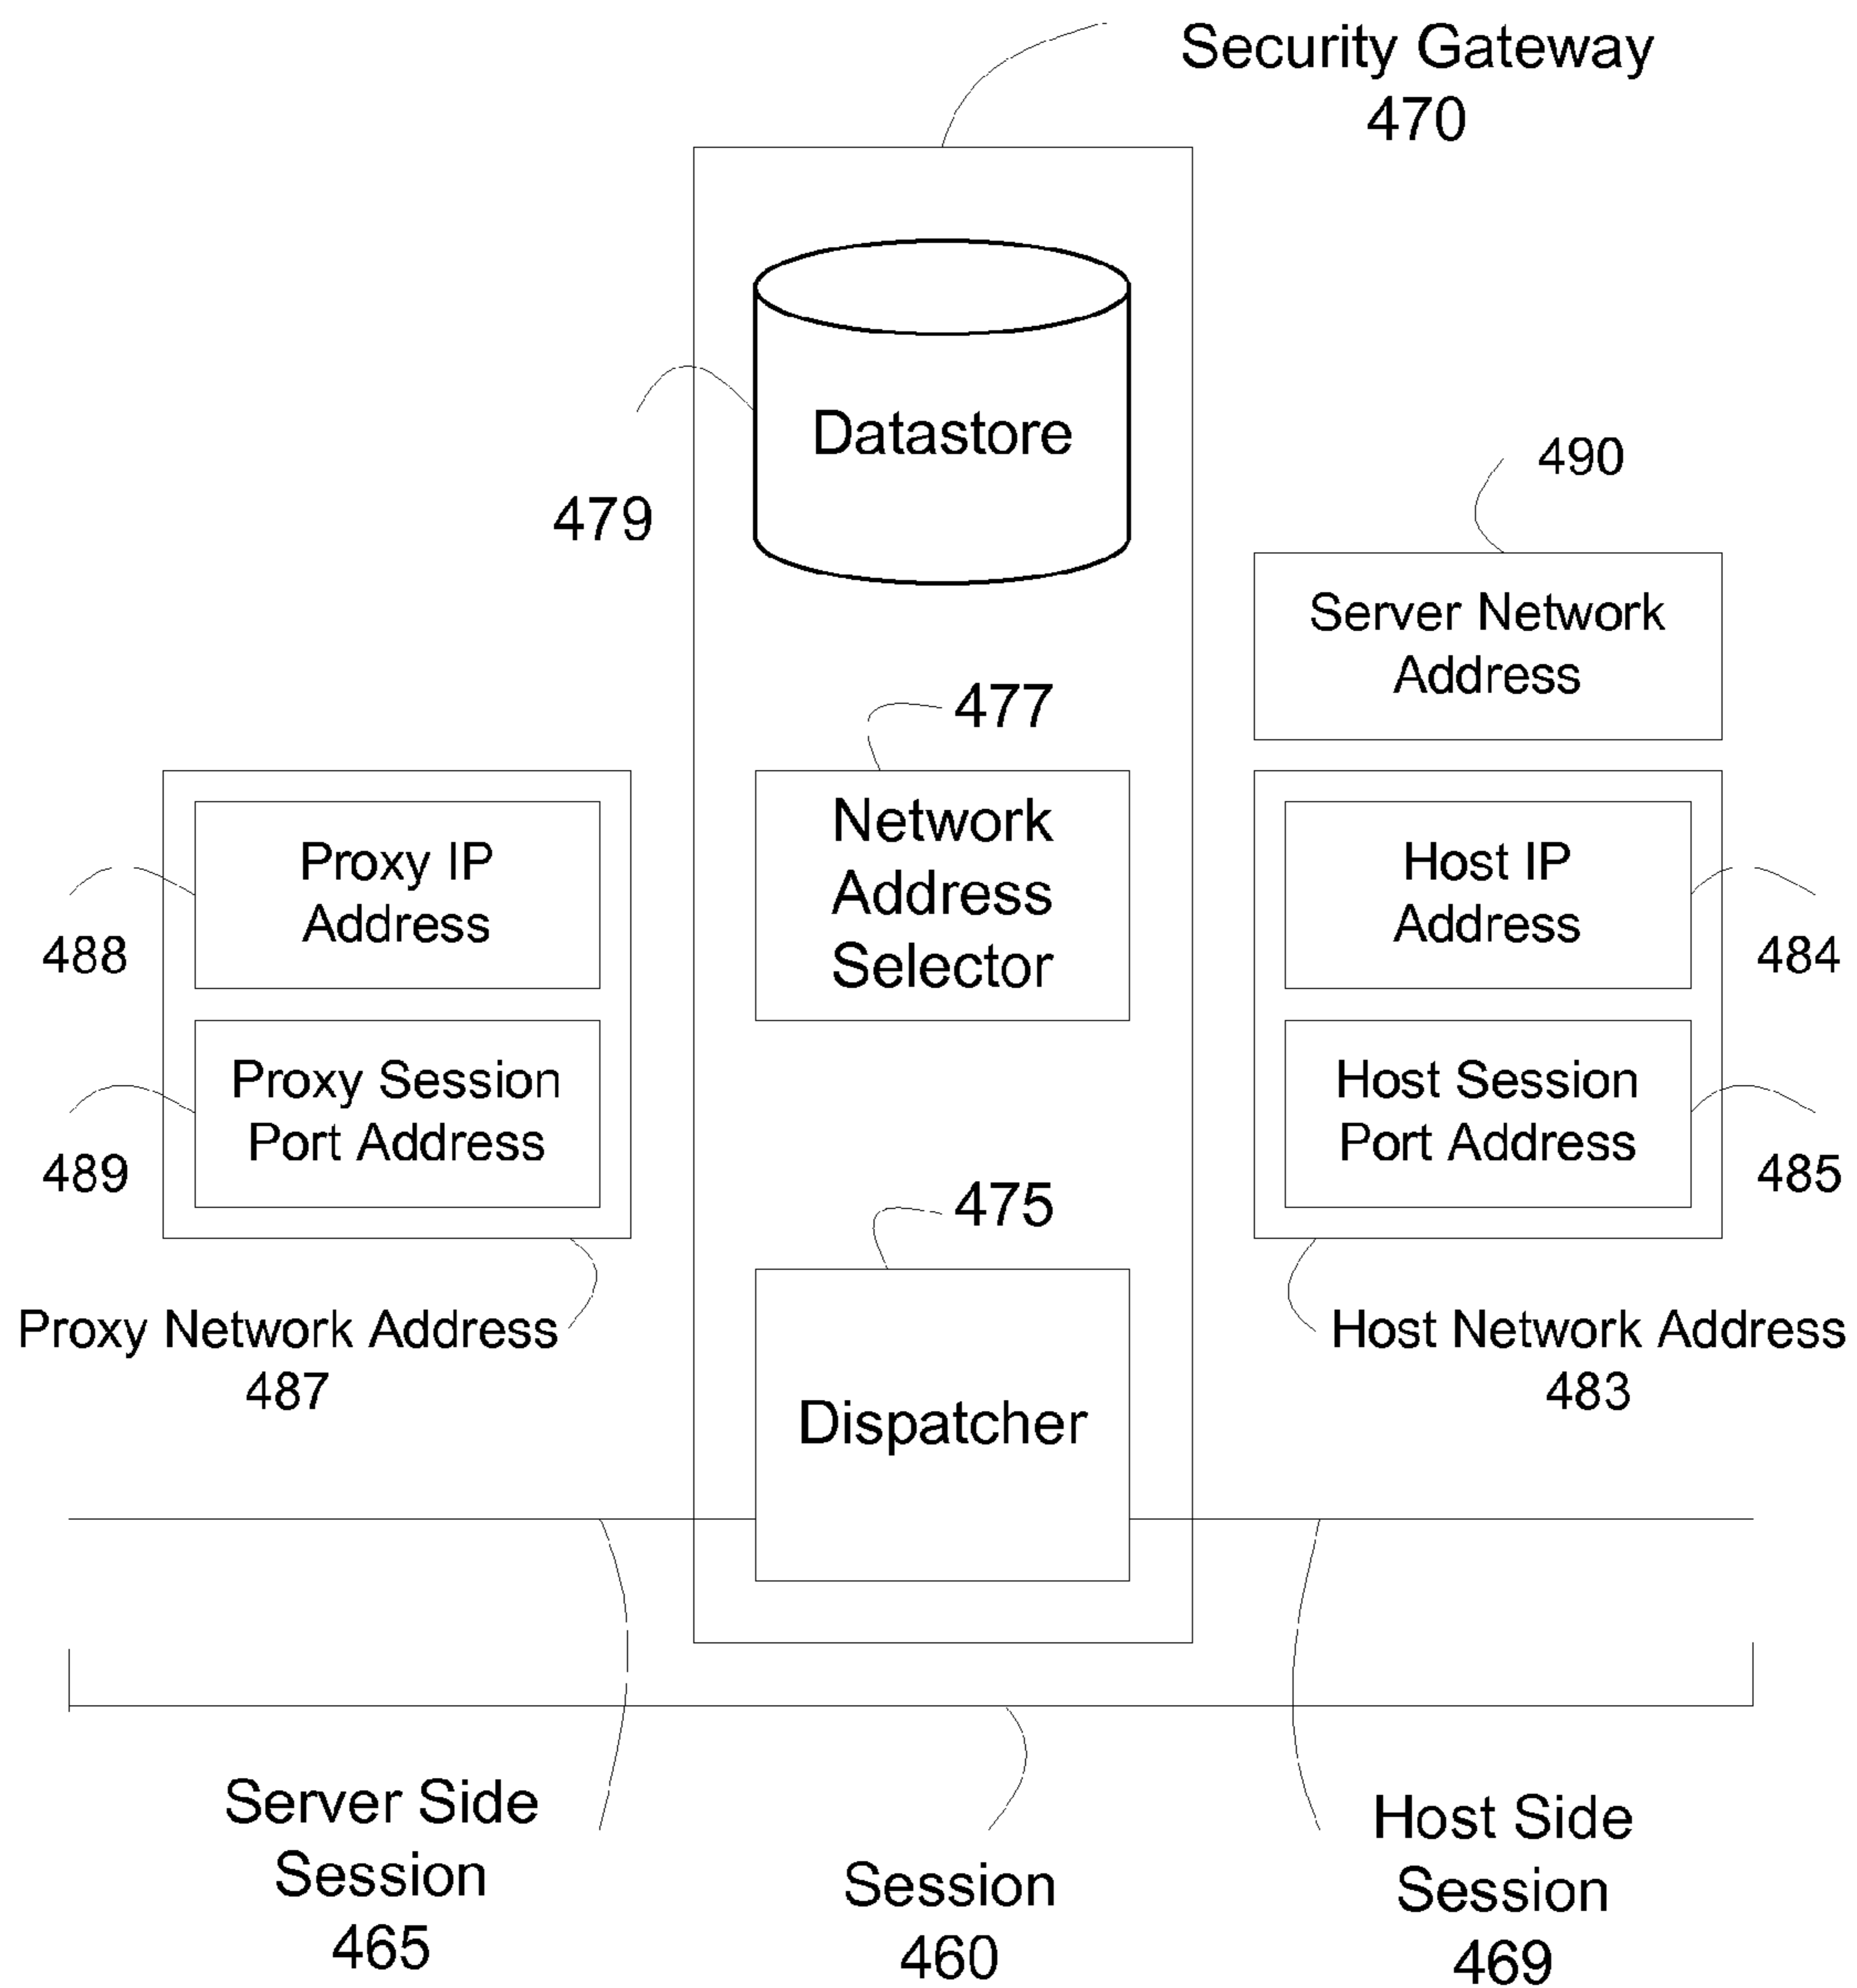 Security Gateway
470
Datastore
479
490
Server Network
Address
477
Network
Address
Selector
Proxy IP
Address
488
Proxy Session
Port Address
489
Host IP
Address
484
Host Session
Port Address
485
475
Proxy Network Address
487
Host Network Address
483
Dispatcher
Server Side
Session
465
Session
460
Host Side
Session
469